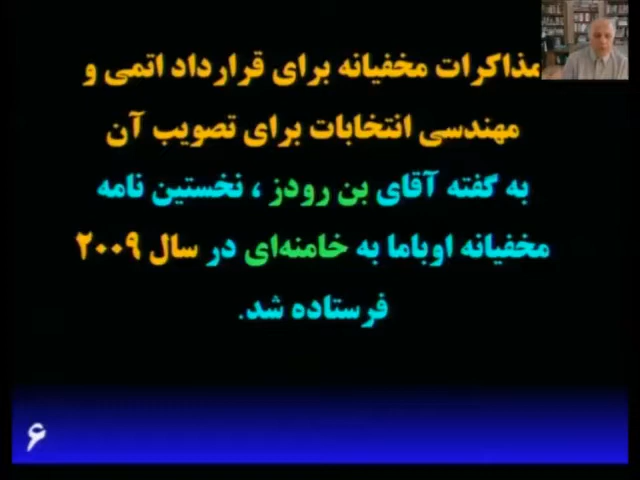 مذاکرات مخفیانه برای قرارداد اتمی و
مهندسی انتخابات برای تصویب آن
به گفته آقای بن رودز ، نخستین نامه
مخفیانه اوباما به خامنه‌ای در سال ۲۰۰۹
فرستاده شد.
۶